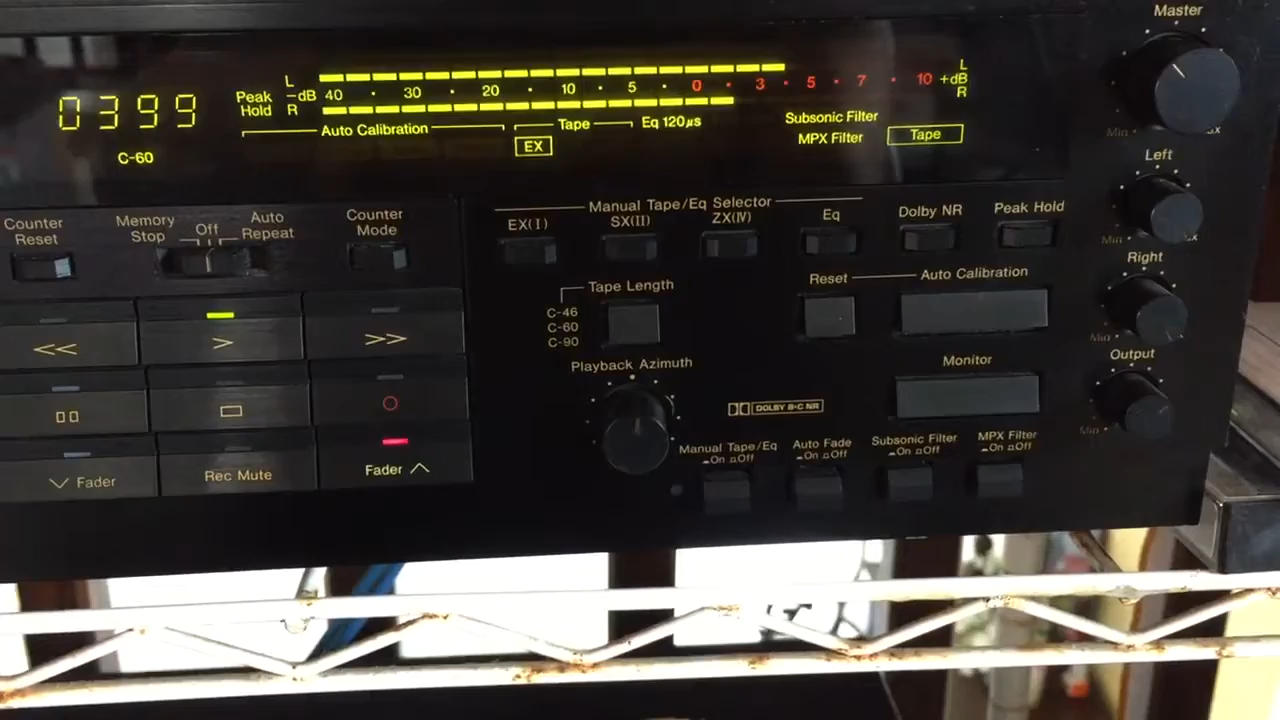 Master
L
Peak
Hold
-dB
R
40 · 30 · 20 · 10 · 5 · 0 · 3 · 5 · 7 · 10
+dB
L
R
0399
C-60
Auto Calibration
Tape
Eq 120µs
EX
Subsonic Filter
MPX Filter
Tape
Min
Left
Min
Right
Min
Output
Min
Counter
Reset
Memory
Stop
Off
Auto
Repeat
Counter
Mode
Manual Tape/Eq Selector
EX(I)
SX(II)
ZX(IV)
Eq
Dolby NR
Peak Hold
Tape Length
C-46
C-60
C-90
Reset
Auto Calibration
Playback Azimuth
Monitor
DOLBY B·C NR
Manual Tape/Eq
On Off
Auto Fade
On Off
Subsonic Filter
On Off
MPX Filter
On Off
Fader
Rec Mute
Fader